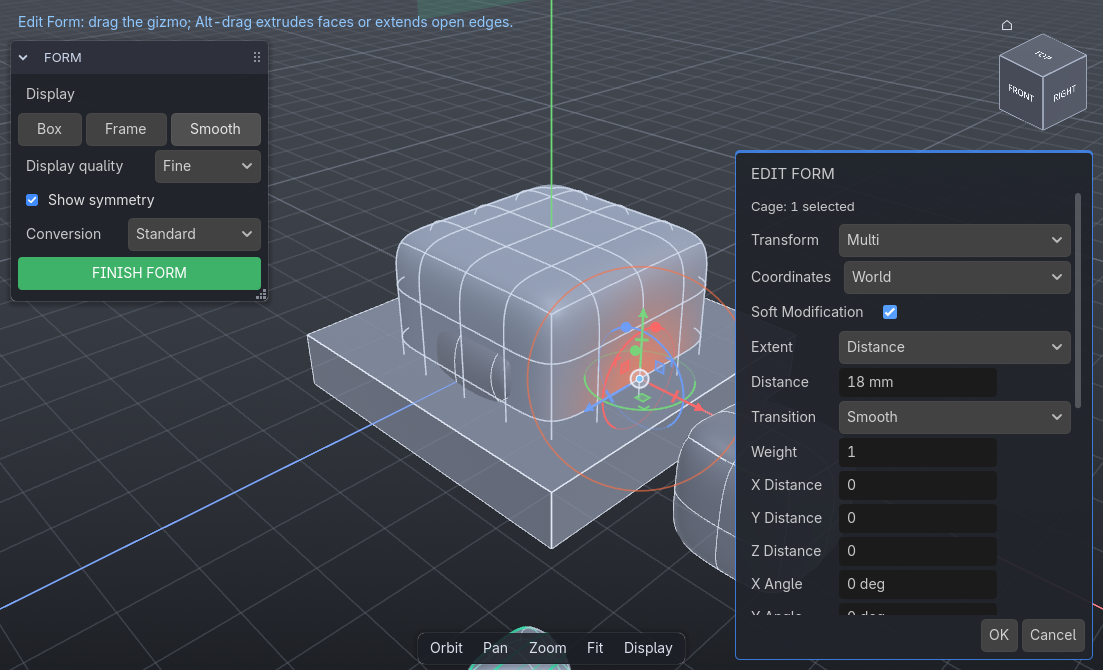 Edit Form: drag the gizmo; Alt-drag extrudes faces or extends open edges.
FORM
Display
Box Frame Smooth
Display quality Fine
Show symmetry
Conversion Standard
FINISH FORM
TOP
FRONT RIGHT
EDIT FORM
Cage: 1 selected
Transform Multi
Coordinates World
Soft Modification
Extent Distance
Distance 18 mm
Transition Smooth
Weight 1
X Distance 0
Y Distance 0
Z Distance 0
X Angle 0 deg
Y Angle 0 deg
OK Cancel
Orbit Pan Zoom Fit Display